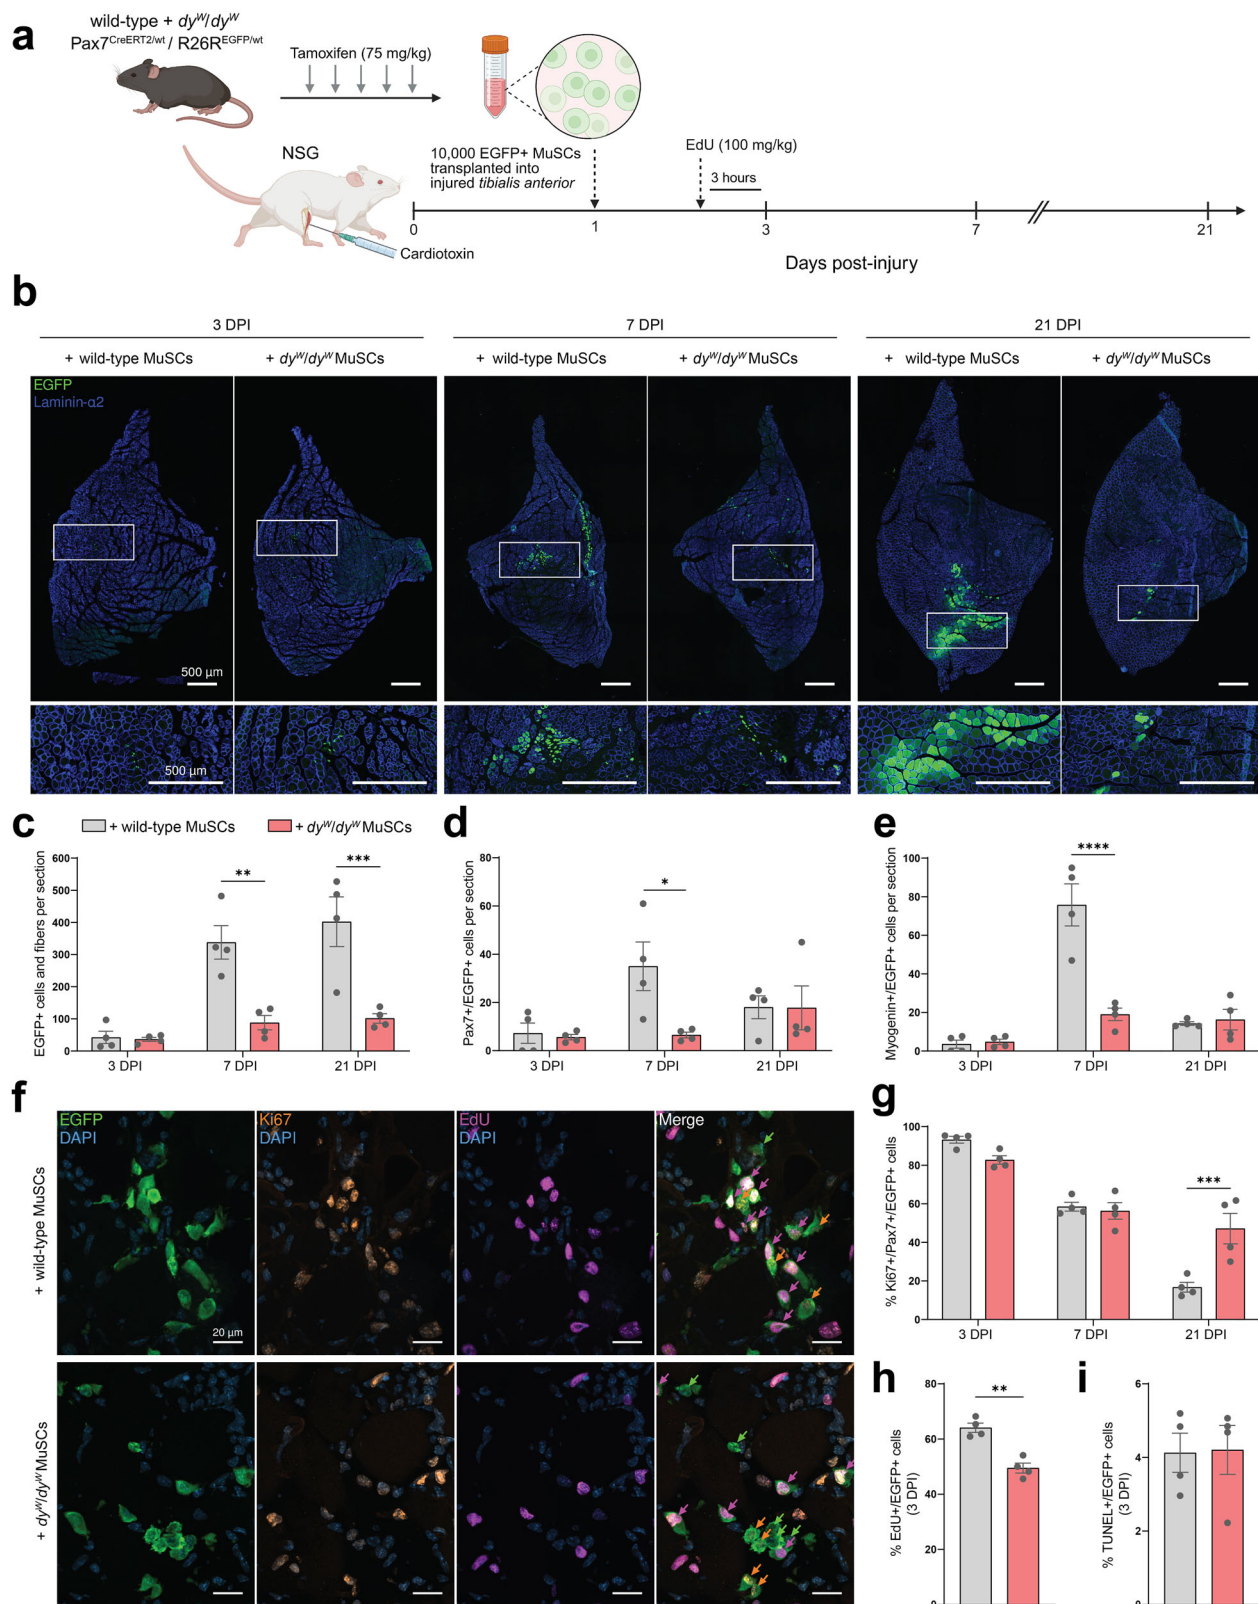 a
wild-type + dyᵂ/dyᵂ
Pax7^CreERT2/wt / R26R^EGFP/wt
Tamoxifen (75 mg/kg)
NSG
10,000 EGFP+ MuSCs
transplanted into
injured tibialis anterior
EdU (100 mg/kg)
3 hours
Cardiotoxin
0 1 3 7 21
Days post-injury
b
3 DPI 7 DPI 21 DPI
+ wild-type MuSCs + dyᵂ/dyᵂ MuSCs + wild-type MuSCs + dyᵂ/dyᵂ MuSCs + wild-type MuSCs + dyᵂ/dyᵂ MuSCs
EGFP
Laminin-α2
500 µm
500 µm
c
+ wild-type MuSCs + dyᵂ/dyᵂ MuSCs
EGFP+ cells and fibers per section
600
500
400
300
200
100
0
** ***
3 DPI 7 DPI 21 DPI
d
Pax7+/EGFP+ cells per section
80
60
40
20
0
*
3 DPI 7 DPI 21 DPI
e
Myogenin+/EGFP+ cells per section
100
80
60
40
20
0
****
3 DPI 7 DPI 21 DPI
f
+ wild-type MuSCs
EGFP
DAPI
Ki67
DAPI
EdU
DAPI
Merge
20 µm
+ dyᵂ/dyᵂ MuSCs
g
% Ki67+/Pax7+/EGFP+ cells
100
80
60
40
20
0
***
3 DPI 7 DPI 21 DPI
h
% EdU+/EGFP+ cells
(3 DPI)
80
60
40
20
**
i
% TUNEL+/EGFP+ cells
(3 DPI)
6
4
2